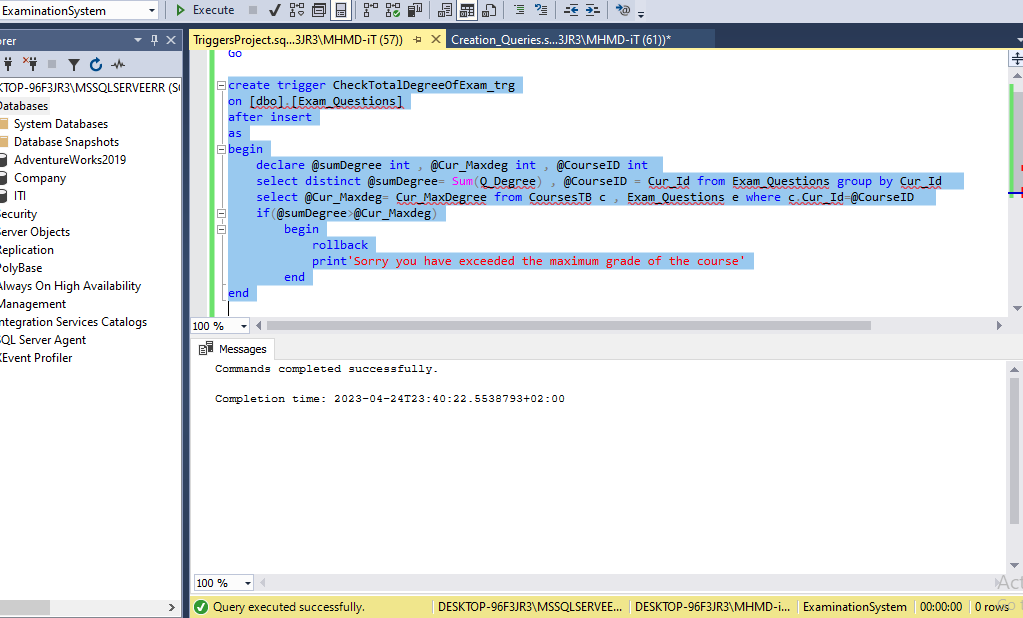 ExaminationSystem
Execute
orer
TriggersProject.sq...3JR3\MHMD-iT (57))
Creation_Queries.s...3JR3\MHMD-iT (61))*
KTOP-96F3JR3\MSSQLSERVEERR (S
Databases
System Databases
Database Snapshots
AdventureWorks2019
Company
ITI
Security
Server Objects
Replication
PolyBase
Always On High Availability
Management
Integration Services Catalogs
SQL Server Agent
XEvent Profiler
Go
create trigger CheckTotalDegreeOfExam_trg
on [dbo].[Exam_Questions]
after insert
as
begin
declare @sumDegree int , @Cur_Maxdeg int , @CourseID int
select distinct @sumDegree= Sum(Q_Degree) , @CourseID = Cur_Id from Exam_Questions group by Cur_Id
select @Cur_Maxdeg= Cur_MaxDegree from CoursesTB c , Exam_Questions e where c.Cur_Id=@CourseID
if(@sumDegree>@Cur_Maxdeg)
begin
rollback
print'Sorry you have exceeded the maximum grade of the course'
end
end
100 %
Messages
Commands completed successfully.
Completion time: 2023-04-24T23:40:22.5538793+02:00
100 %
Act
Query executed successfully.
DESKTOP-96F3JR3\MSSQLSERVEE...
DESKTOP-96F3JR3\MHMD-i...
ExaminationSystem
00:00:00
0 rows